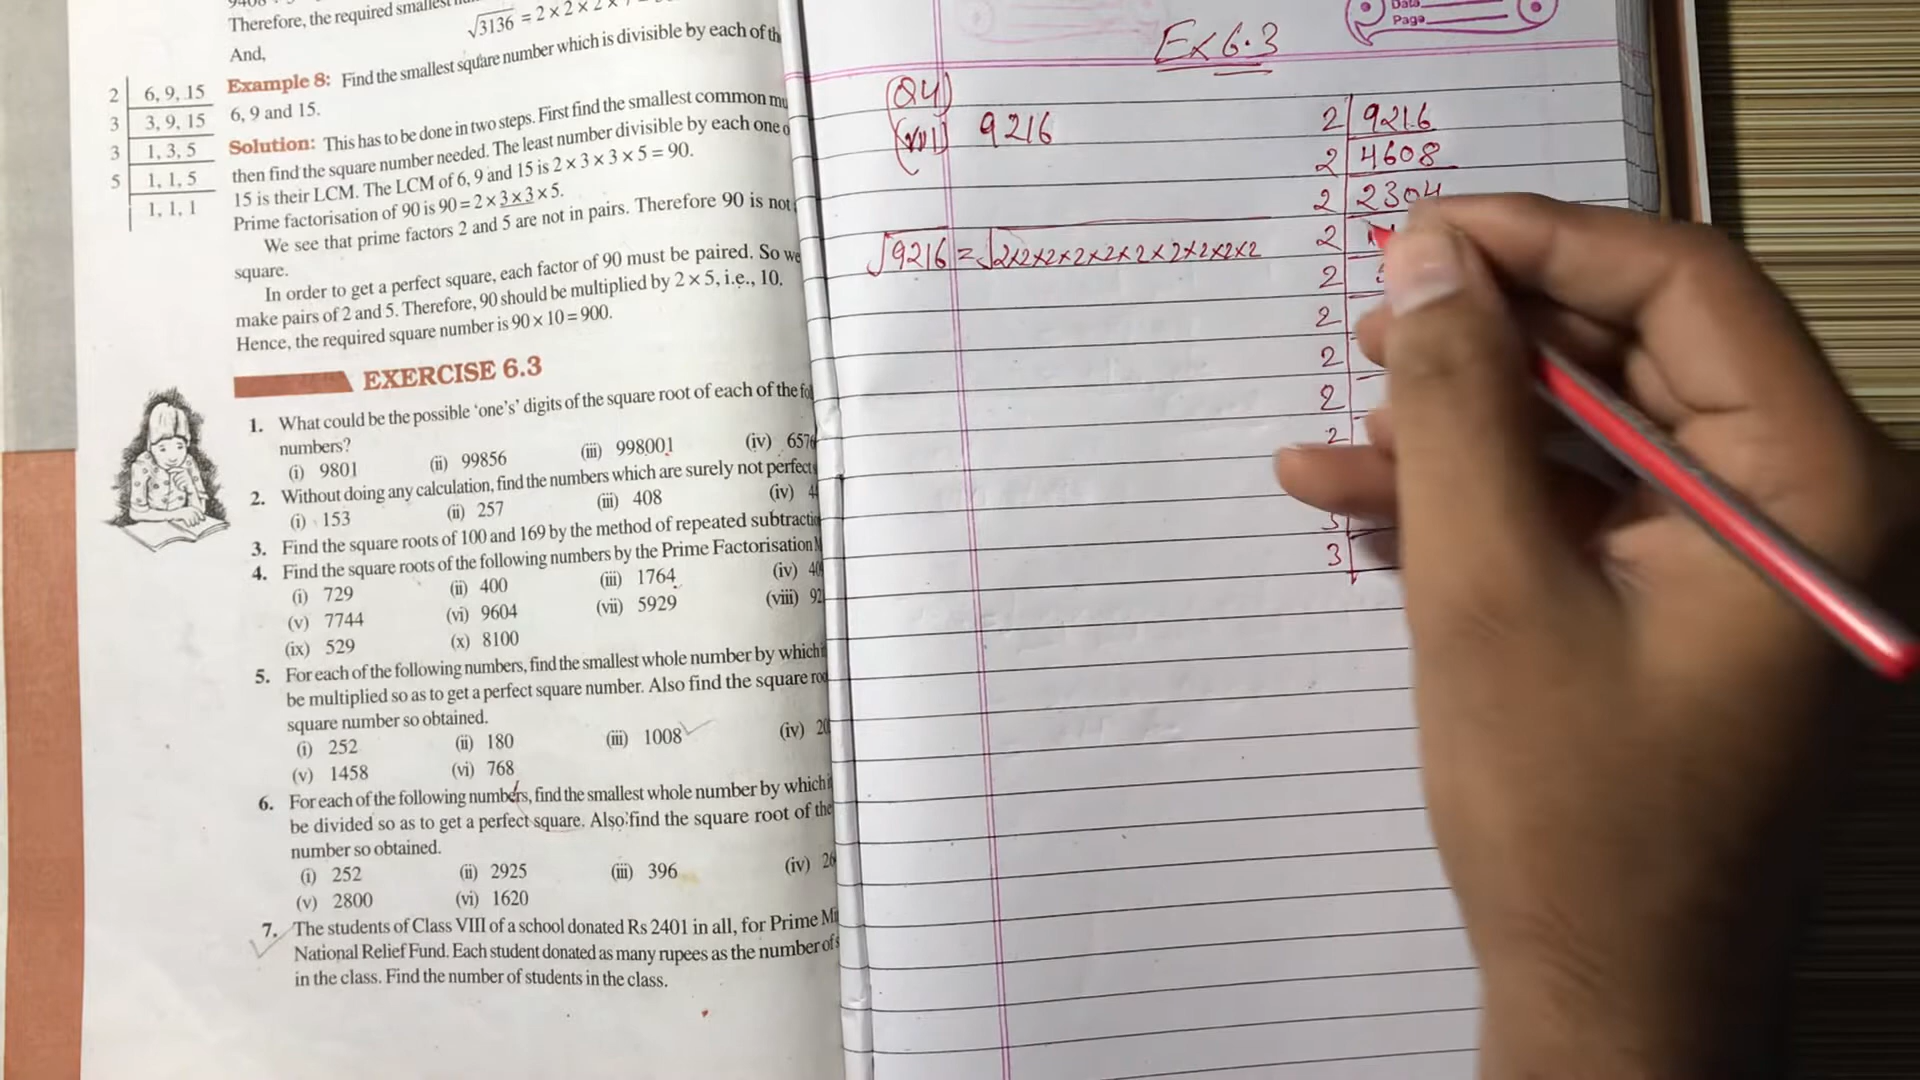 Therefore, the required smallest
√3136 = 2 × 2 × 2 ×
And,
Example 8: Find the smallest square number which is divisible by each of th
6, 9 and 15.
2 | 6, 9, 15
3 | 3, 9, 15
3 | 1, 3, 5
5 | 1, 1, 5
| 1, 1, 1
Solution: This has to be done in two steps. First find the smallest common mu
then find the square number needed. The least number divisible by each one o
15 is their LCM. The LCM of 6, 9 and 15 is 2 × 3 × 3 × 5 = 90.
Prime factorisation of 90 is 90 = 2 × 3 × 3 × 5.
We see that prime factors 2 and 5 are not in pairs. Therefore 90 is not
square.
In order to get a perfect square, each factor of 90 must be paired. So we
make pairs of 2 and 5. Therefore, 90 should be multiplied by 2 × 5, i.e., 10.
Hence, the required square number is 90 × 10 = 900.
EXERCISE 6.3
1. What could be the possible 'one's' digits of the square root of each of the fol
numbers?
(i) 9801 (ii) 99856 (iii) 998001 (iv) 6576
2. Without doing any calculation, find the numbers which are surely not perfect
(i) 153 (ii) 257 (iii) 408 (iv) 4
3. Find the square roots of 100 and 169 by the method of repeated subtracti
4. Find the square roots of the following numbers by the Prime Factorisation M
(i) 729 (ii) 400 (iii) 1764 (iv) 40
(v) 7744 (vi) 9604 (vii) 5929 (viii) 92
(ix) 529 (x) 8100
5. For each of the following numbers, find the smallest whole number by which i
be multiplied so as to get a perfect square number. Also find the square roo
square number so obtained.
(i) 252 (ii) 180 (iii) 1008 (iv) 20
(v) 1458 (vi) 768
6. For each of the following numbers, find the smallest whole number by which i
be divided so as to get a perfect square. Also find the square root of the
number so obtained.
(i) 252 (ii) 2925 (iii) 396 (iv) 26
(v) 2800 (vi) 1620
7. The students of Class VIII of a school donated Rs 2401 in all, for Prime Mi
National Relief Fund. Each student donated as many rupees as the number of s
in the class. Find the number of students in the class.
Data
Page
Ex 6.3
Q4)
(viii) 9216
√9216 = √2×2×2×2×2×2×2×2×2×2
2 | 9216
2 | 4608
2 | 2304
2
2
2
2
2
2
3
3